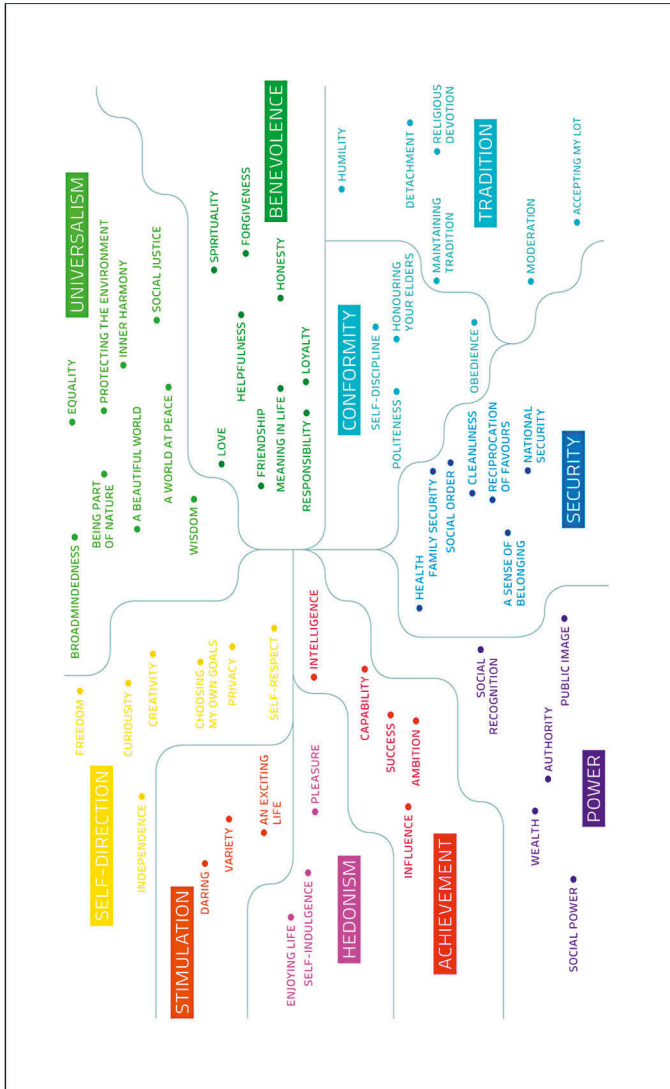 UNIVERSALISM
EQUALITY
BROADMINDEDNESS
BEING PART
OF NATURE
PROTECTING THE ENVIRONMENT
INNER HARMONY
A BEAUTIFUL WORLD
SOCIAL JUSTICE
A WORLD AT PEACE
WISDOM
BENEVOLENCE
SPIRITUALITY
FORGIVENESS
LOVE
HELPFULNESS
HONESTY
FRIENDSHIP
MEANING IN LIFE
RESPONSIBILITY
LOYALTY
TRADITION
HUMILITY
DETACHMENT
RELIGIOUS
DEVOTION
MAINTAINING
TRADITION
MODERATION
ACCEPTING MY LOT
CONFORMITY
SELF-DISCIPLINE
HONOURING
YOUR ELDERS
POLITENESS
OBEDIENCE
SECURITY
HEALTH
FAMILY SECURITY
SOCIAL ORDER
CLEANLINESS
RECIPROCATION
OF FAVOURS
NATIONAL
SECURITY
A SENSE OF
BELONGING
POWER
SOCIAL
RECOGNITION
PUBLIC IMAGE
AUTHORITY
WEALTH
SOCIAL POWER
ACHIEVEMENT
INTELLIGENCE
CAPABILITY
SUCCESS
AMBITION
INFLUENCE
HEDONISM
PLEASURE
ENJOYING LIFE
SELF-INDULGENCE
STIMULATION
DARING
VARIETY
AN EXCITING
LIFE
SELF-DIRECTION
FREEDOM
CURIOUSITY
CREATIVITY
INDEPENDENCE
CHOOSING
MY OWN GOALS
PRIVACY
SELF-RESPECT